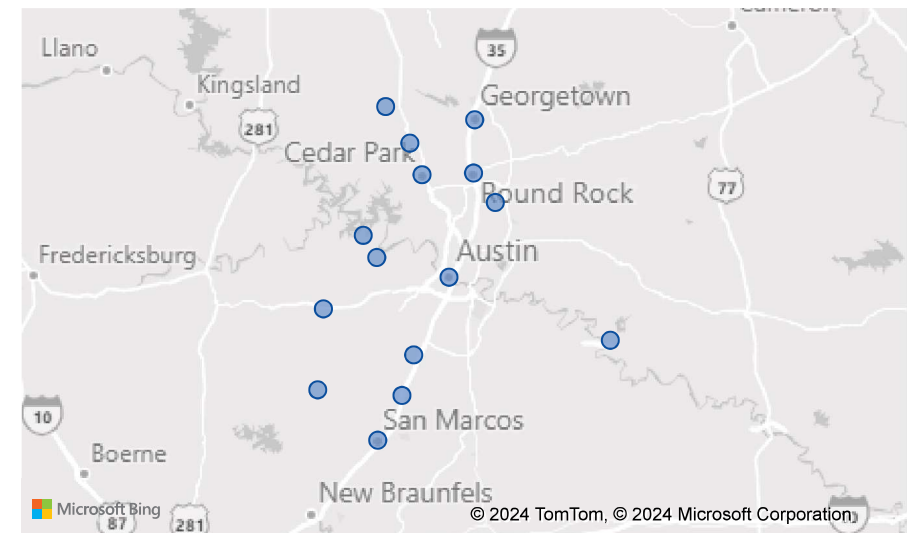 Cameron
Llano
35
Kingsland
Georgetown
281
Cedar Park
77
Round Rock
Austin
Fredericksburg
10
San Marcos
Boerne
New Braunfels
Microsoft Bing
87
281
© 2024 TomTom, © 2024 Microsoft Corporation